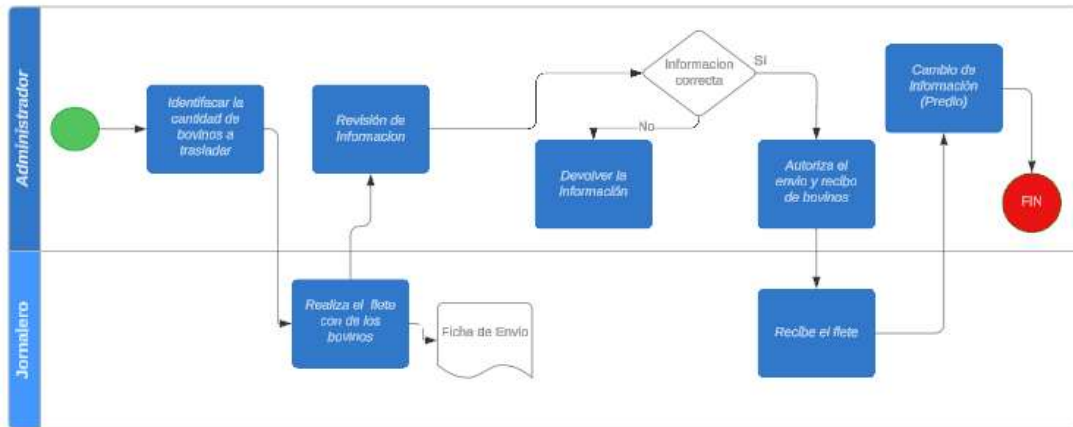 Administrador
Identifacar la
cantidad de
bovinos a
trasladar
Revisión de
Informacion
Informacion
correcta
Sí
No
Devolver la
Información
Autoriza el
envio y recibo
de bovinos
Cambio de
Información
(Predio)
FIN
Jornalero
Realiza el flete
con de los
bovinos
Ficha de Envio
Recibe el flete